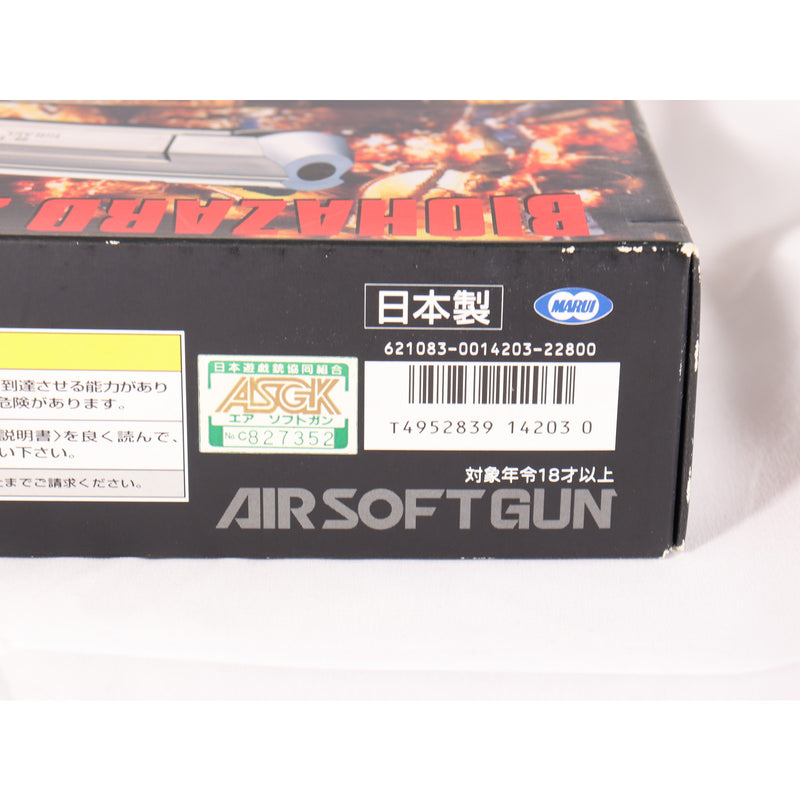 BIOHAZARD
日本製
MARUI
621083-0014203-22800
到達させる能力があり
危険があります。
説明書〉を良く読んで、
い下さい。
までご請求ください。
日本遊戯銃協同組合
ASGK
エア ソフトガン
No.C827352
T4952839 14203 0
対象年令18才以上
AIRSOFTGUN